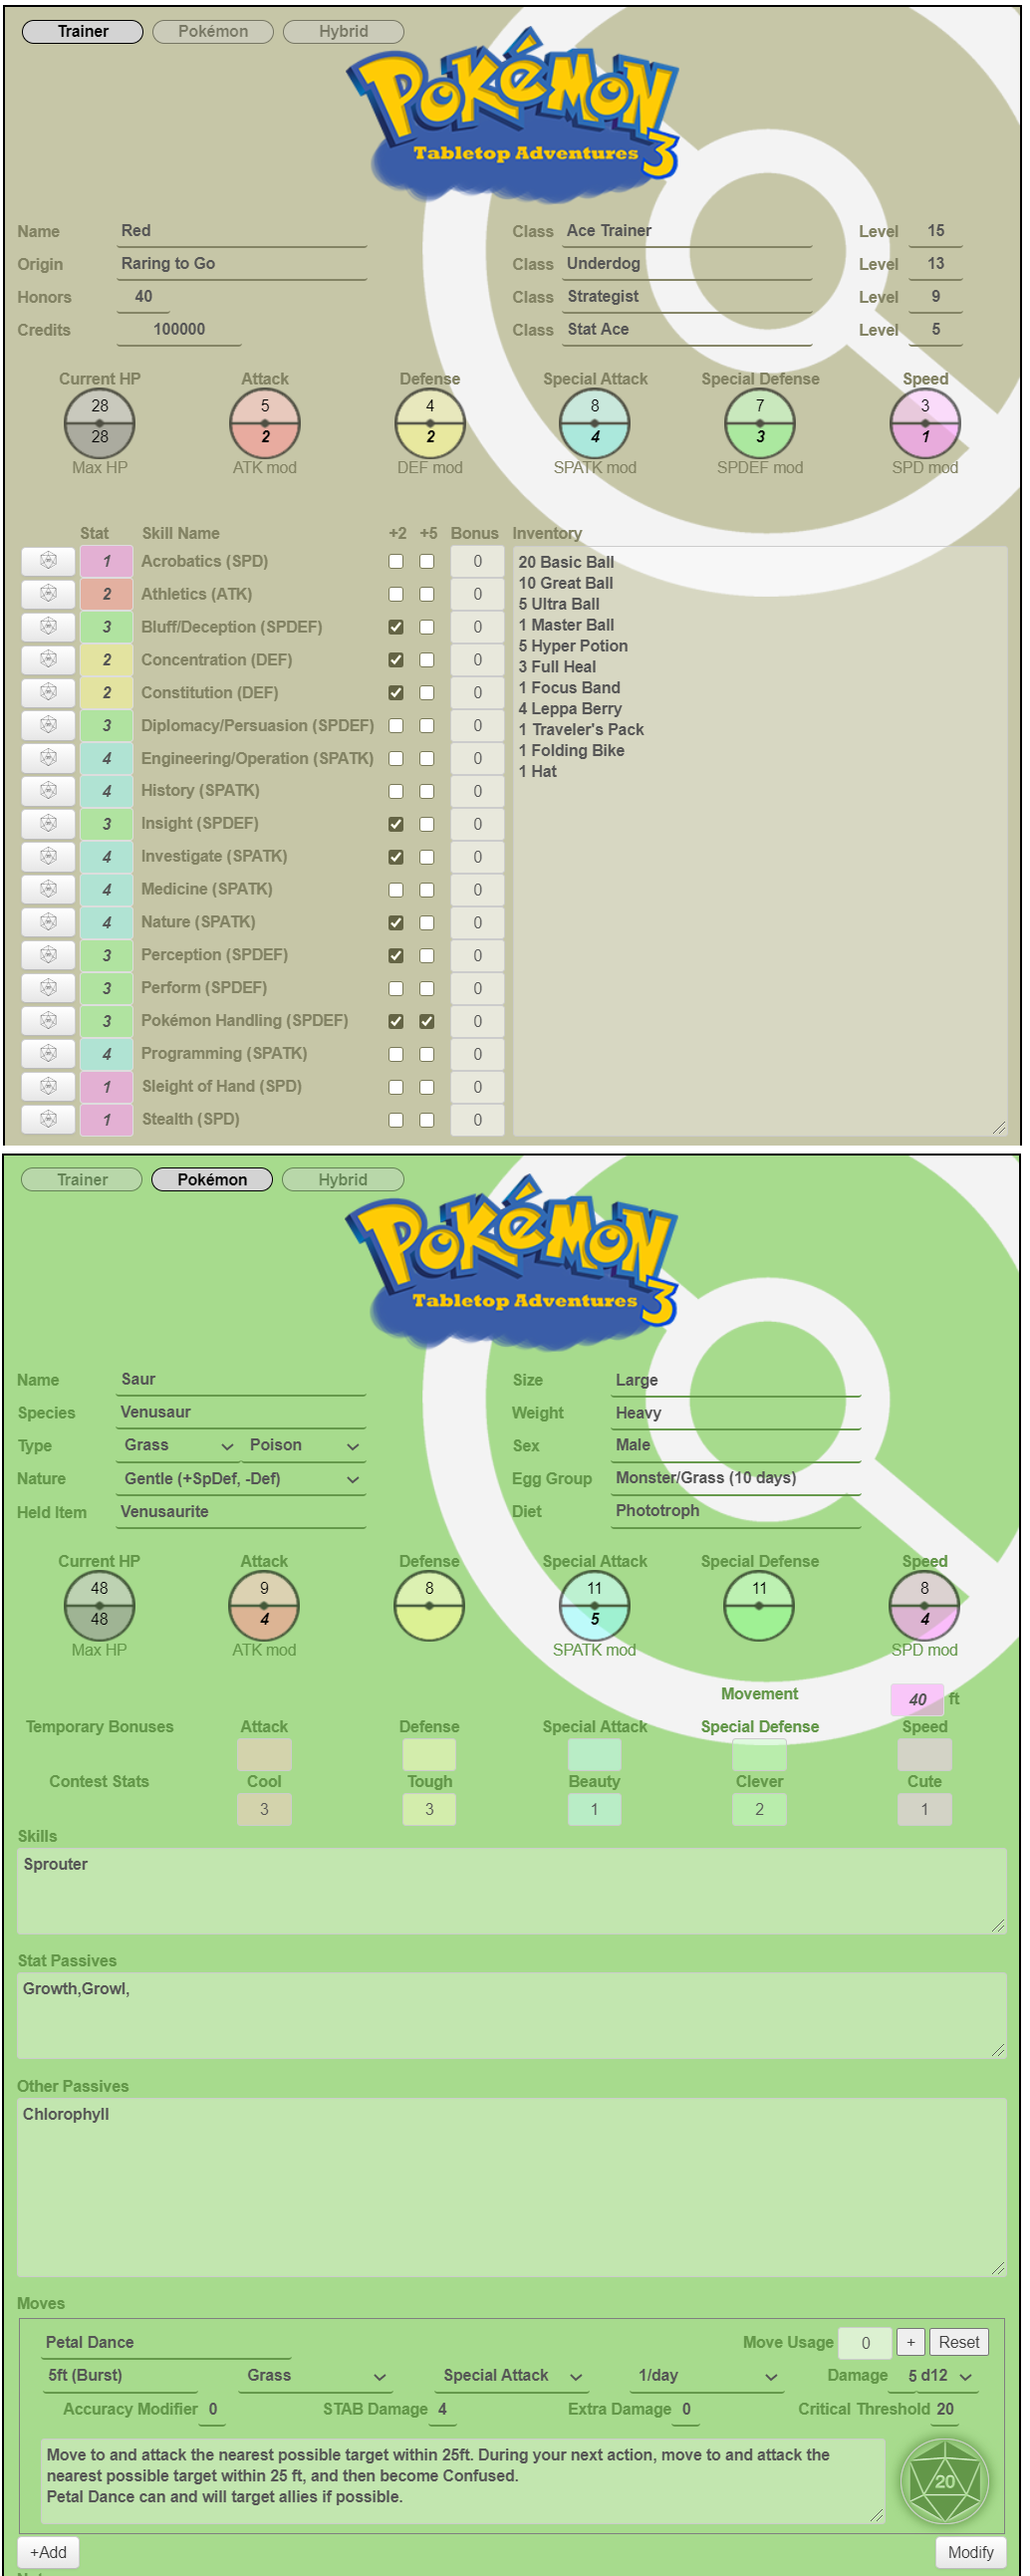 Trainer Pokémon Hybrid
POKéMON
Tabletop Adventures 3
Name Red Class Ace Trainer Level 15
Origin Raring to Go Class Underdog Level 13
Honors 40 Class Strategist Level 9
Credits 100000 Class Stat Ace Level 5
Current HP Attack Defense Special Attack Special Defense Speed
28 5 4 8 7 3
28 2 2 4 3 1
Max HP ATK mod DEF mod SPATK mod SPDEF mod SPD mod
Stat Skill Name +2 +5 Bonus Inventory
1 Acrobatics (SPD) 0
2 Athletics (ATK) 0
3 Bluff/Deception (SPDEF) 0
2 Concentration (DEF) 0
2 Constitution (DEF) 0
3 Diplomacy/Persuasion (SPDEF) 0
4 Engineering/Operation (SPATK) 0
4 History (SPATK) 0
3 Insight (SPDEF) 0
4 Investigate (SPATK) 0
4 Medicine (SPATK) 0
4 Nature (SPATK) 0
3 Perception (SPDEF) 0
3 Perform (SPDEF) 0
3 Pokémon Handling (SPDEF) 0
4 Programming (SPATK) 0
1 Sleight of Hand (SPD) 0
1 Stealth (SPD) 0
20 Basic Ball
10 Great Ball
5 Ultra Ball
1 Master Ball
5 Hyper Potion
3 Full Heal
1 Focus Band
4 Leppa Berry
1 Traveler's Pack
1 Folding Bike
1 Hat
Trainer Pokémon Hybrid
POKéMON
Tabletop Adventures 3
Name Saur Size Large
Species Venusaur Weight Heavy
Type Grass Poison Sex Male
Nature Gentle (+SpDef, -Def) Egg Group Monster/Grass (10 days)
Held Item Venusaurite Diet Phototroph
Current HP Attack Defense Special Attack Special Defense Speed
48 9 8 11 11 8
48 4 5 4
Max HP ATK mod SPATK mod SPD mod
Movement 40 ft
Temporary Bonuses Attack Defense Special Attack Special Defense Speed
Contest Stats Cool Tough Beauty Clever Cute
3 3 1 2 1
Skills
Sprouter
Stat Passives
Growth,Growl,
Other Passives
Chlorophyll
Moves
Petal Dance Move Usage 0 + Reset
5ft (Burst) Grass Special Attack 1/day Damage 5 d12
Accuracy Modifier 0 STAB Damage 4 Extra Damage 0 Critical Threshold 20
Move to and attack the nearest possible target within 25ft. During your next action, move to and attack the
nearest possible target within 25 ft, and then become Confused.
Petal Dance can and will target allies if possible.
20
+Add Modify